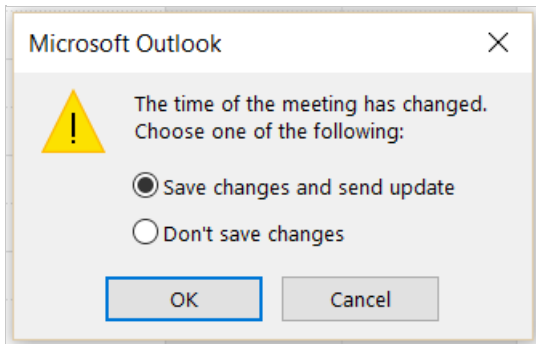 Microsoft Outlook
The time of the meeting has changed.
Choose one of the following:
Save changes and send update
Don't save changes
OK
Cancel